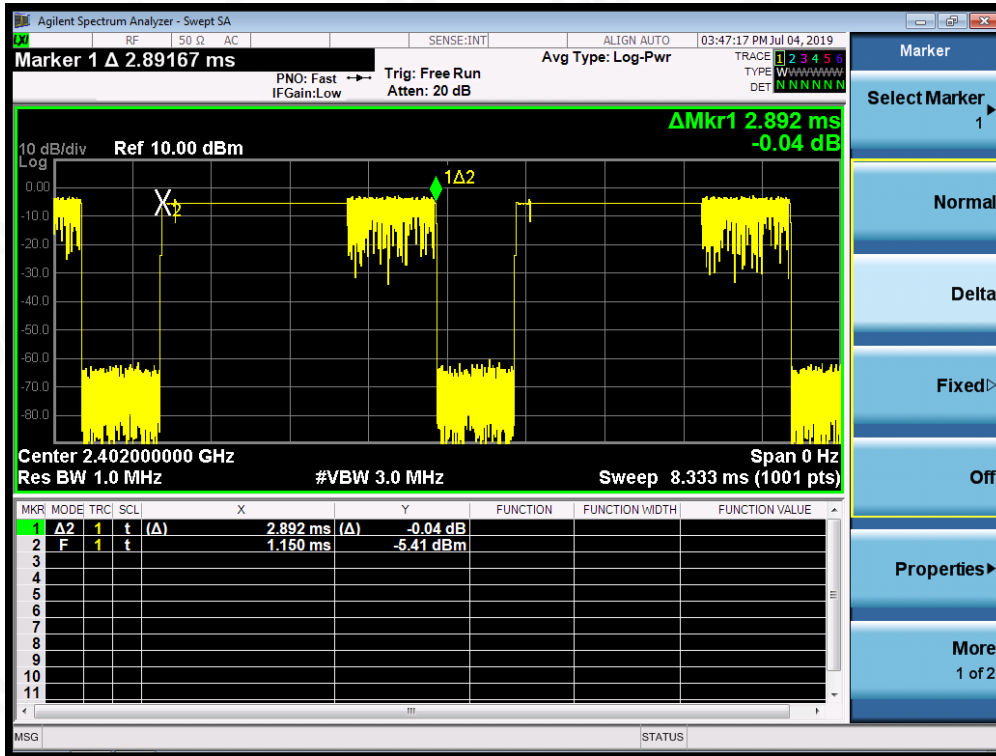 Agilent Spectrum Analyzer - Swept SA
LXI RF 50 Ω AC SENSE:INT ALIGN AUTO 03:47:17 PM Jul 04, 2019
Marker 1 Δ 2.89167 ms
PNO: Fast
IFGain:Low
Trig: Free Run
Atten: 20 dB
Avg Type: Log-Pwr
TRACE 1 2 3 4 5 6
TYPE WWWWWWW
DET N N N N N N
ΔMkr1 2.892 ms
-0.04 dB
10 dB/div Ref 10.00 dBm
Log
0.00
-10.0
-20.0
-30.0
-40.0
-50.0
-60.0
-70.0
-80.0
1Δ2
X2
Center 2.402000000 GHz Span 0 Hz
Res BW 1.0 MHz #VBW 3.0 MHz Sweep 8.333 ms (1001 pts)
MKR MODE TRC SCL X Y FUNCTION FUNCTION WIDTH FUNCTION VALUE
1 Δ2 1 t (Δ) 2.892 ms (Δ) -0.04 dB
2 F 1 t 1.150 ms -5.41 dBm
3
4
5
6
7
8
9
10
11
MSG STATUS
Marker
Select Marker
1
Normal
Delta
Fixed
Off
Properties
More
1 of 2